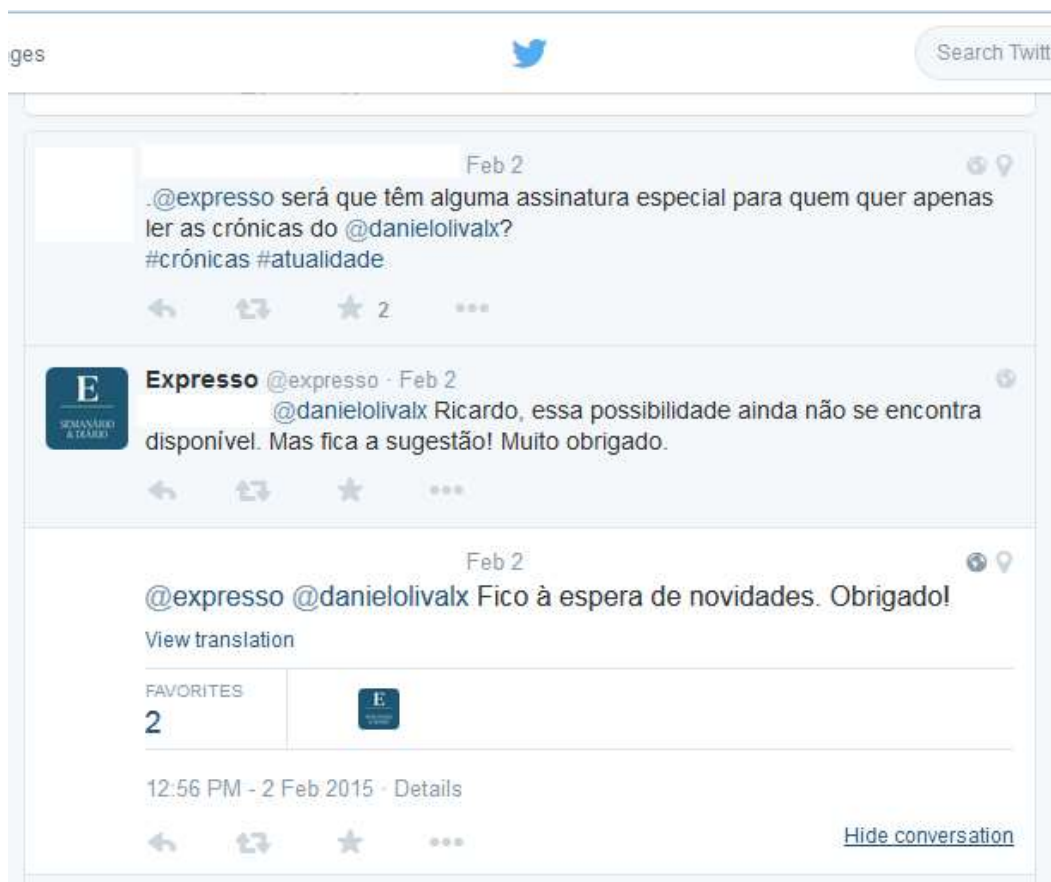 ges
Search Twitt
Feb 2
.@expresso será que têm alguma assinatura especial para quem quer apenas
ler as crónicas do @danielolivalx?
#crónicas #atualidade
2
E
SEMANÁRIO
& DIÁRIO
Expresso @expresso · Feb 2
@danielolivalx Ricardo, essa possibilidade ainda não se encontra
disponível. Mas fica a sugestão! Muito obrigado.
Feb 2
@expresso @danielolivalx Fico à espera de novidades. Obrigado!
View translation
FAVORITES
2
E
12:56 PM - 2 Feb 2015 · Details
Hide conversation